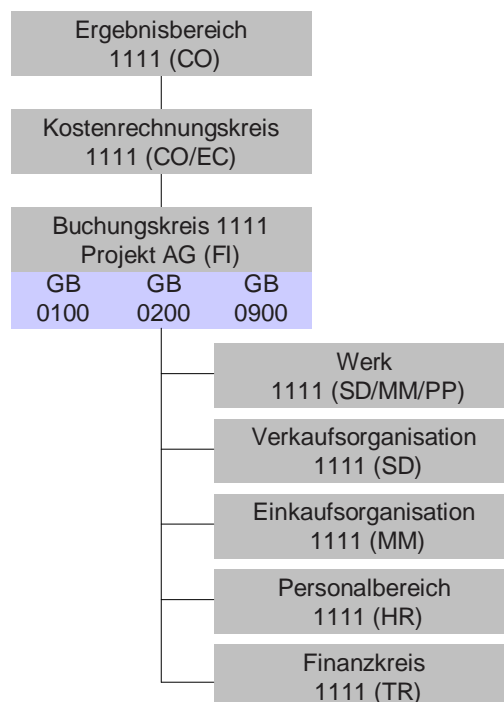 Ergebnisbereich
1111 (CO)
Kostenrechnungskreis
1111 (CO/EC)
Buchungskreis 1111
Projekt AG (FI)
GB GB GB
0100 0200 0900
Werk
1111 (SD/MM/PP)
Verkaufsorganisation
1111 (SD)
Einkaufsorganisation
1111 (MM)
Personalbereich
1111 (HR)
Finanzkreis
1111 (TR)